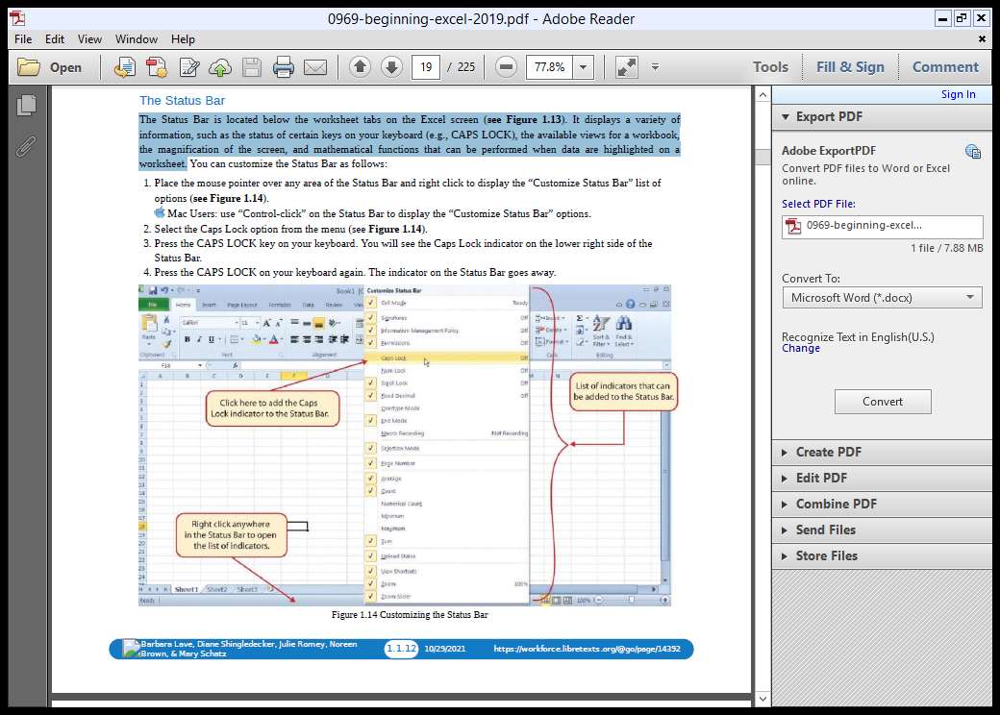 0969-beginning-excel-2019.pdf - Adobe Reader
File Edit View Window Help
Open
19 / 225
77.8%
Tools Fill & Sign Comment
Sign In
The Status Bar
The Status Bar is located below the worksheet tabs on the Excel screen (see Figure 1.13). It displays a variety of
information, such as the status of certain keys on your keyboard (e.g., CAPS LOCK), the available views for a workbook,
the magnification of the screen, and mathematical functions that can be performed when data are highlighted on a
worksheet. You can customize the Status Bar as follows:
1. Place the mouse pointer over any area of the Status Bar and right click to display the “Customize Status Bar” list of
options (see Figure 1.14).
Mac Users: use “Control-click” on the Status Bar to display the “Customize Status Bar” options.
2. Select the Caps Lock option from the menu (see Figure 1.14).
3. Press the CAPS LOCK key on your keyboard. You will see the Caps Lock indicator on the lower right side of the
Status Bar.
4. Press the CAPS LOCK on your keyboard again. The indicator on the Status Bar goes away.
Book1
File Home Insert Page Layout Formulas Data Review View
Calibri 11
Paste
Clipboard Font Alignment
F18
Customize Status Bar
Cell Mode Ready
Signatures Off
Information Management Policy Off
Permissions Off
Caps Lock Off
Num Lock Off
Scroll Lock Off
Fixed Decimal Off
Overtype Mode
End Mode
Macro Recording Not Recording
Selection Mode
Page Number
Average
Count
Numerical Count
Minimum
Maximum
Sum
Upload Status
View Shortcuts
Zoom 100%
Zoom Slider
Insert
Delete
Format
Cells
Sort & Filter
Find & Select
Editing
Click here to add the Caps
Lock indicator to the Status Bar.
List of indicators that can
be added to the Status Bar.
Right click anywhere
in the Status Bar to open
the list of indicators.
Sheet1 Sheet2 Sheet3
Ready
100%
Figure 1.14 Customizing the Status Bar
Barbara Lave, Diane Shingledecker, Julie Romey, Noreen
Brown, & Mary Schatz
1.1.12
10/29/2021
https://workforce.libretexts.org/@go/page/14392
Export PDF
Adobe ExportPDF
Convert PDF files to Word or Excel
online.
Select PDF File:
0969-beginning-excel...
1 file / 7.88 MB
Convert To:
Microsoft Word (*.docx)
Recognize Text in English(U.S.)
Change
Convert
Create PDF
Edit PDF
Combine PDF
Send Files
Store Files